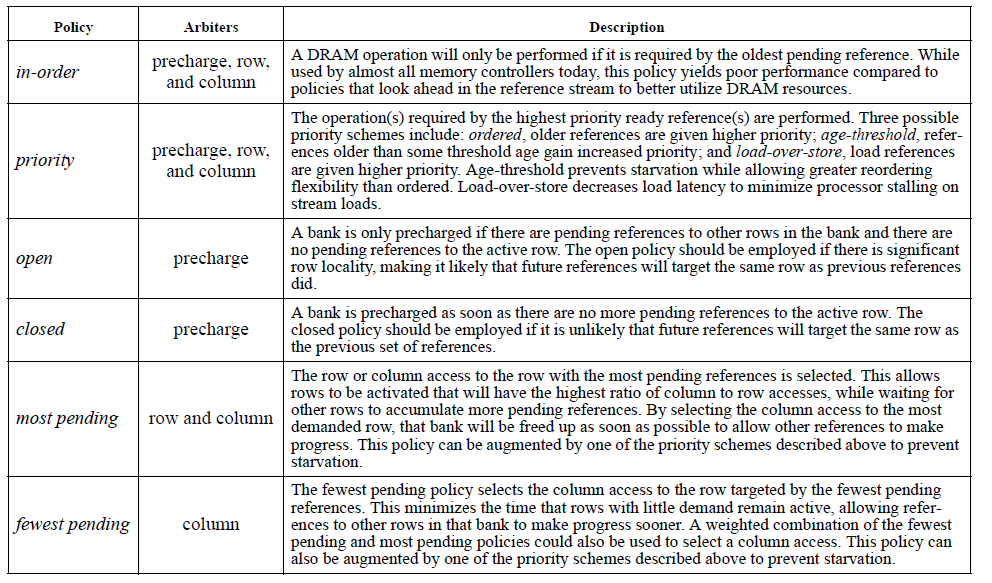 Policy Arbiters Description
in-order
precharge, row,
and column
A DRAM operation will only be performed if it is required by the oldest pending reference. While
used by almost all memory controllers today, this policy yields poor performance compared to
policies that look ahead in the reference stream to better utilize DRAM resources.
priority
precharge, row,
and column
The operation(s) required by the highest priority ready reference(s) are performed. Three possible
priority schemes include: ordered, older references are given higher priority; age-threshold, refer-
ences older than some threshold age gain increased priority; and load-over-store, load references
are given higher priority. Age-threshold prevents starvation while allowing greater reordering
flexibility than ordered. Load-over-store decreases load latency to minimize processor stalling on
stream loads.
open
precharge
A bank is only precharged if there are pending references to other rows in the bank and there are
no pending references to the active row. The open policy should be employed if there is significant
row locality, making it likely that future references will target the same row as previous references
did.
closed
precharge
A bank is precharged as soon as there are no more pending references to the active row. The
closed policy should be employed if it is unlikely that future references will target the same row as
the previous set of references.
most pending
row and column
The row or column access to the row with the most pending references is selected. This allows
rows to be activated that will have the highest ratio of column to row accesses, while waiting for
other rows to accumulate more pending references. By selecting the column access to the most
demanded row, that bank will be freed up as soon as possible to allow other references to make
progress. This policy can be augmented by one of the priority schemes described above to prevent
starvation.
fewest pending
column
The fewest pending policy selects the column access to the row targeted by the fewest pending
references. This minimizes the time that rows with little demand remain active, allowing refer-
ences to other rows in that bank to make progress sooner. A weighted combination of the fewest
pending and most pending policies could also be used to select a column access. This policy can
also be augmented by one of the priority schemes described above to prevent starvation.